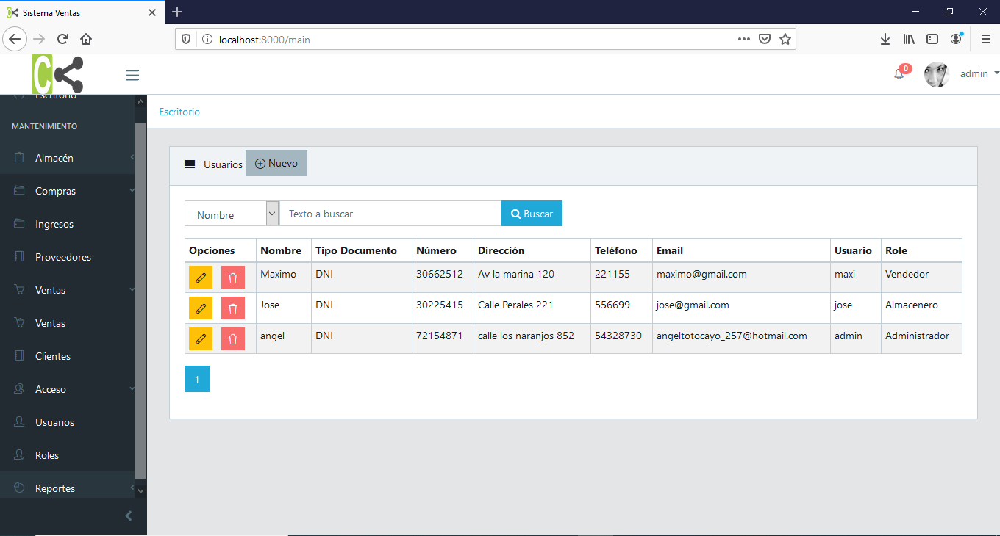 Sistema Ventas
localhost:8000/main
CK
0
admin
Escritorio
MANTENIMIENTO
Almacén
Compras
Ingresos
Proveedores
Ventas
Ventas
Clientes
Acceso
Usuarios
Roles
Reportes
Escritorio
Usuarios Nuevo
Nombre Texto a buscar Buscar
Opciones Nombre Tipo Documento Número Dirección Teléfono Email Usuario Role
Maximo DNI 30662512 Av la marina 120 221155 maximo@gmail.com maxi Vendedor
Jose DNI 30225415 Calle Perales 221 556699 jose@gmail.com jose Almacenero
angel DNI 72154871 calle los naranjos 852 54328730 angeltotocayo_257@hotmail.com admin Administrador
1